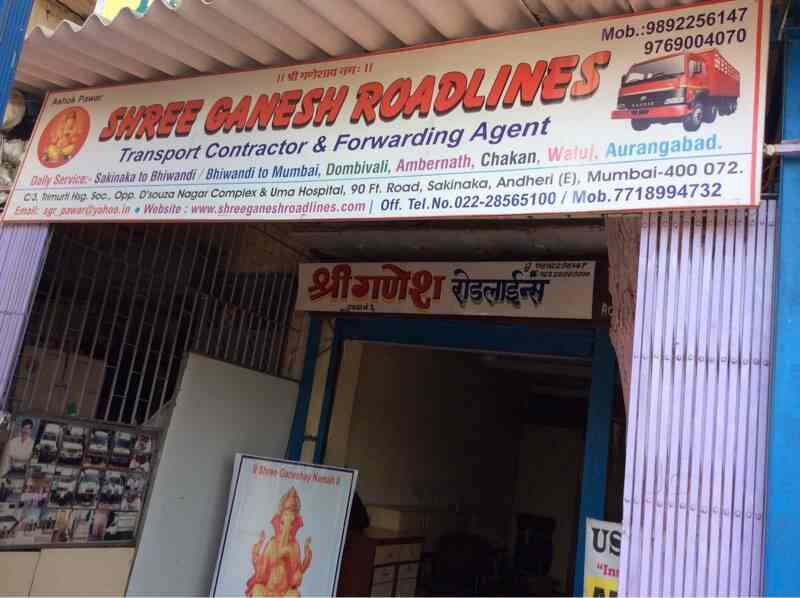 ।। श्री गणेशाय नमः ।।
Mob.:9892256147
9769004070
Ashok Pawar
SHREE GANESH ROADLINES
Transport Contractor & Forwarding Agent
Daily Service:- Sakinaka to Bhiwandi / Bhiwandi to Mumbai, Dombivali, Ambernath, Chakan, Waluj, Aurangabad.
C/3, Trimurti Hsg. Soc., Opp. D'souza Nagar Complex & Uma Hospital, 90 Ft. Road, Sakinaka, Andheri (E), Mumbai-400 072.
Email: sgr_pawar@yahoo.in ● Website : www.shreeganeshroadlines.com | Off. Tel.No.022-28565100 / Mob.7718994732
श्री गणेश रोडलाईन्स
|| Shree Ganeshay Namah ||
US
"Ins